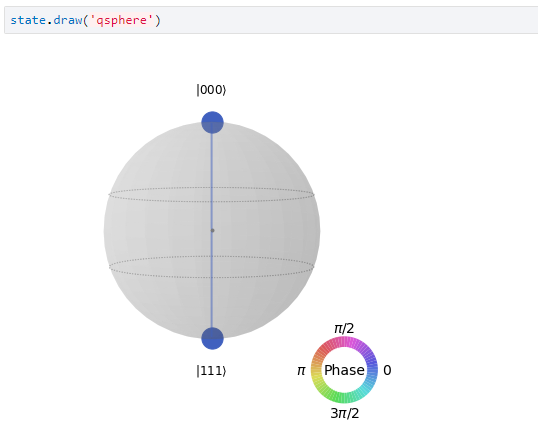 state.draw('qsphere')
|000⟩
|111⟩
π/2
π Phase 0
3π/2